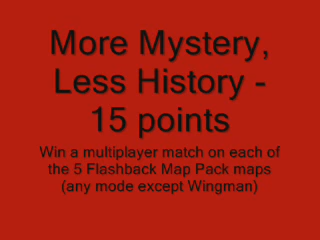 More Mystery,
Less History -
15 points
Win a multiplayer match on each of
the 5 Flashback Map Pack maps
(any mode except Wingman)